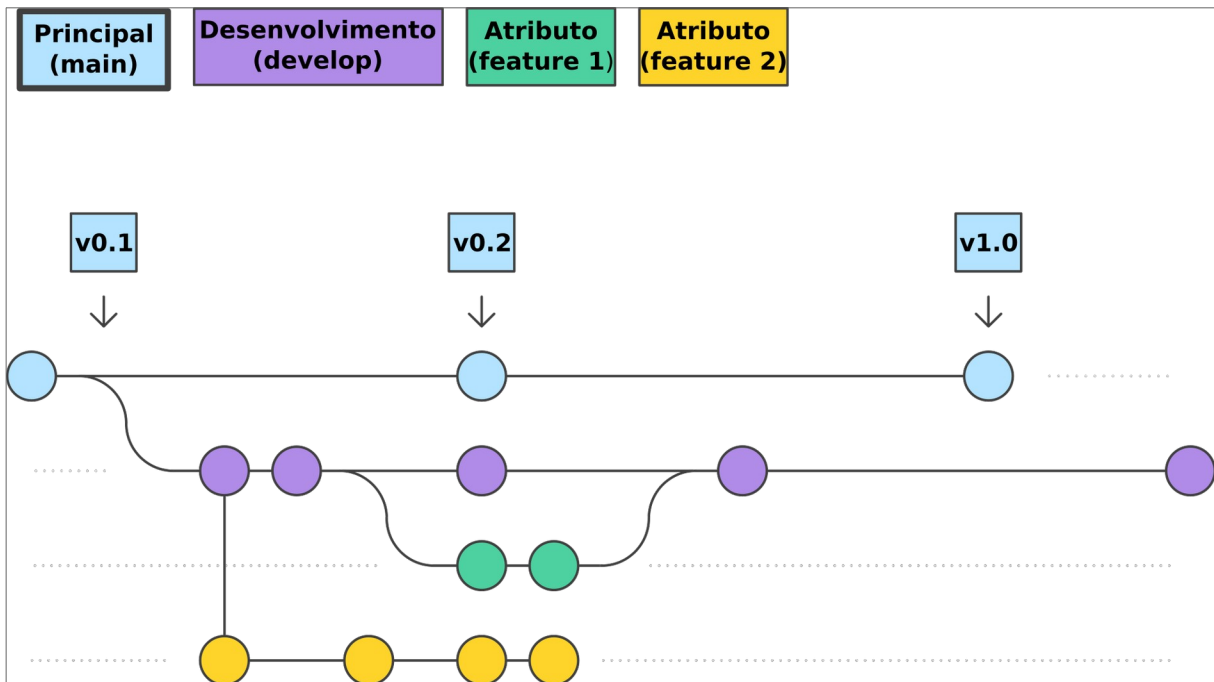 Principal
(main)
Desenvolvimento
(develop)
Atributo
(feature 1)
Atributo
(feature 2)
v0.1
v0.2
v1.0